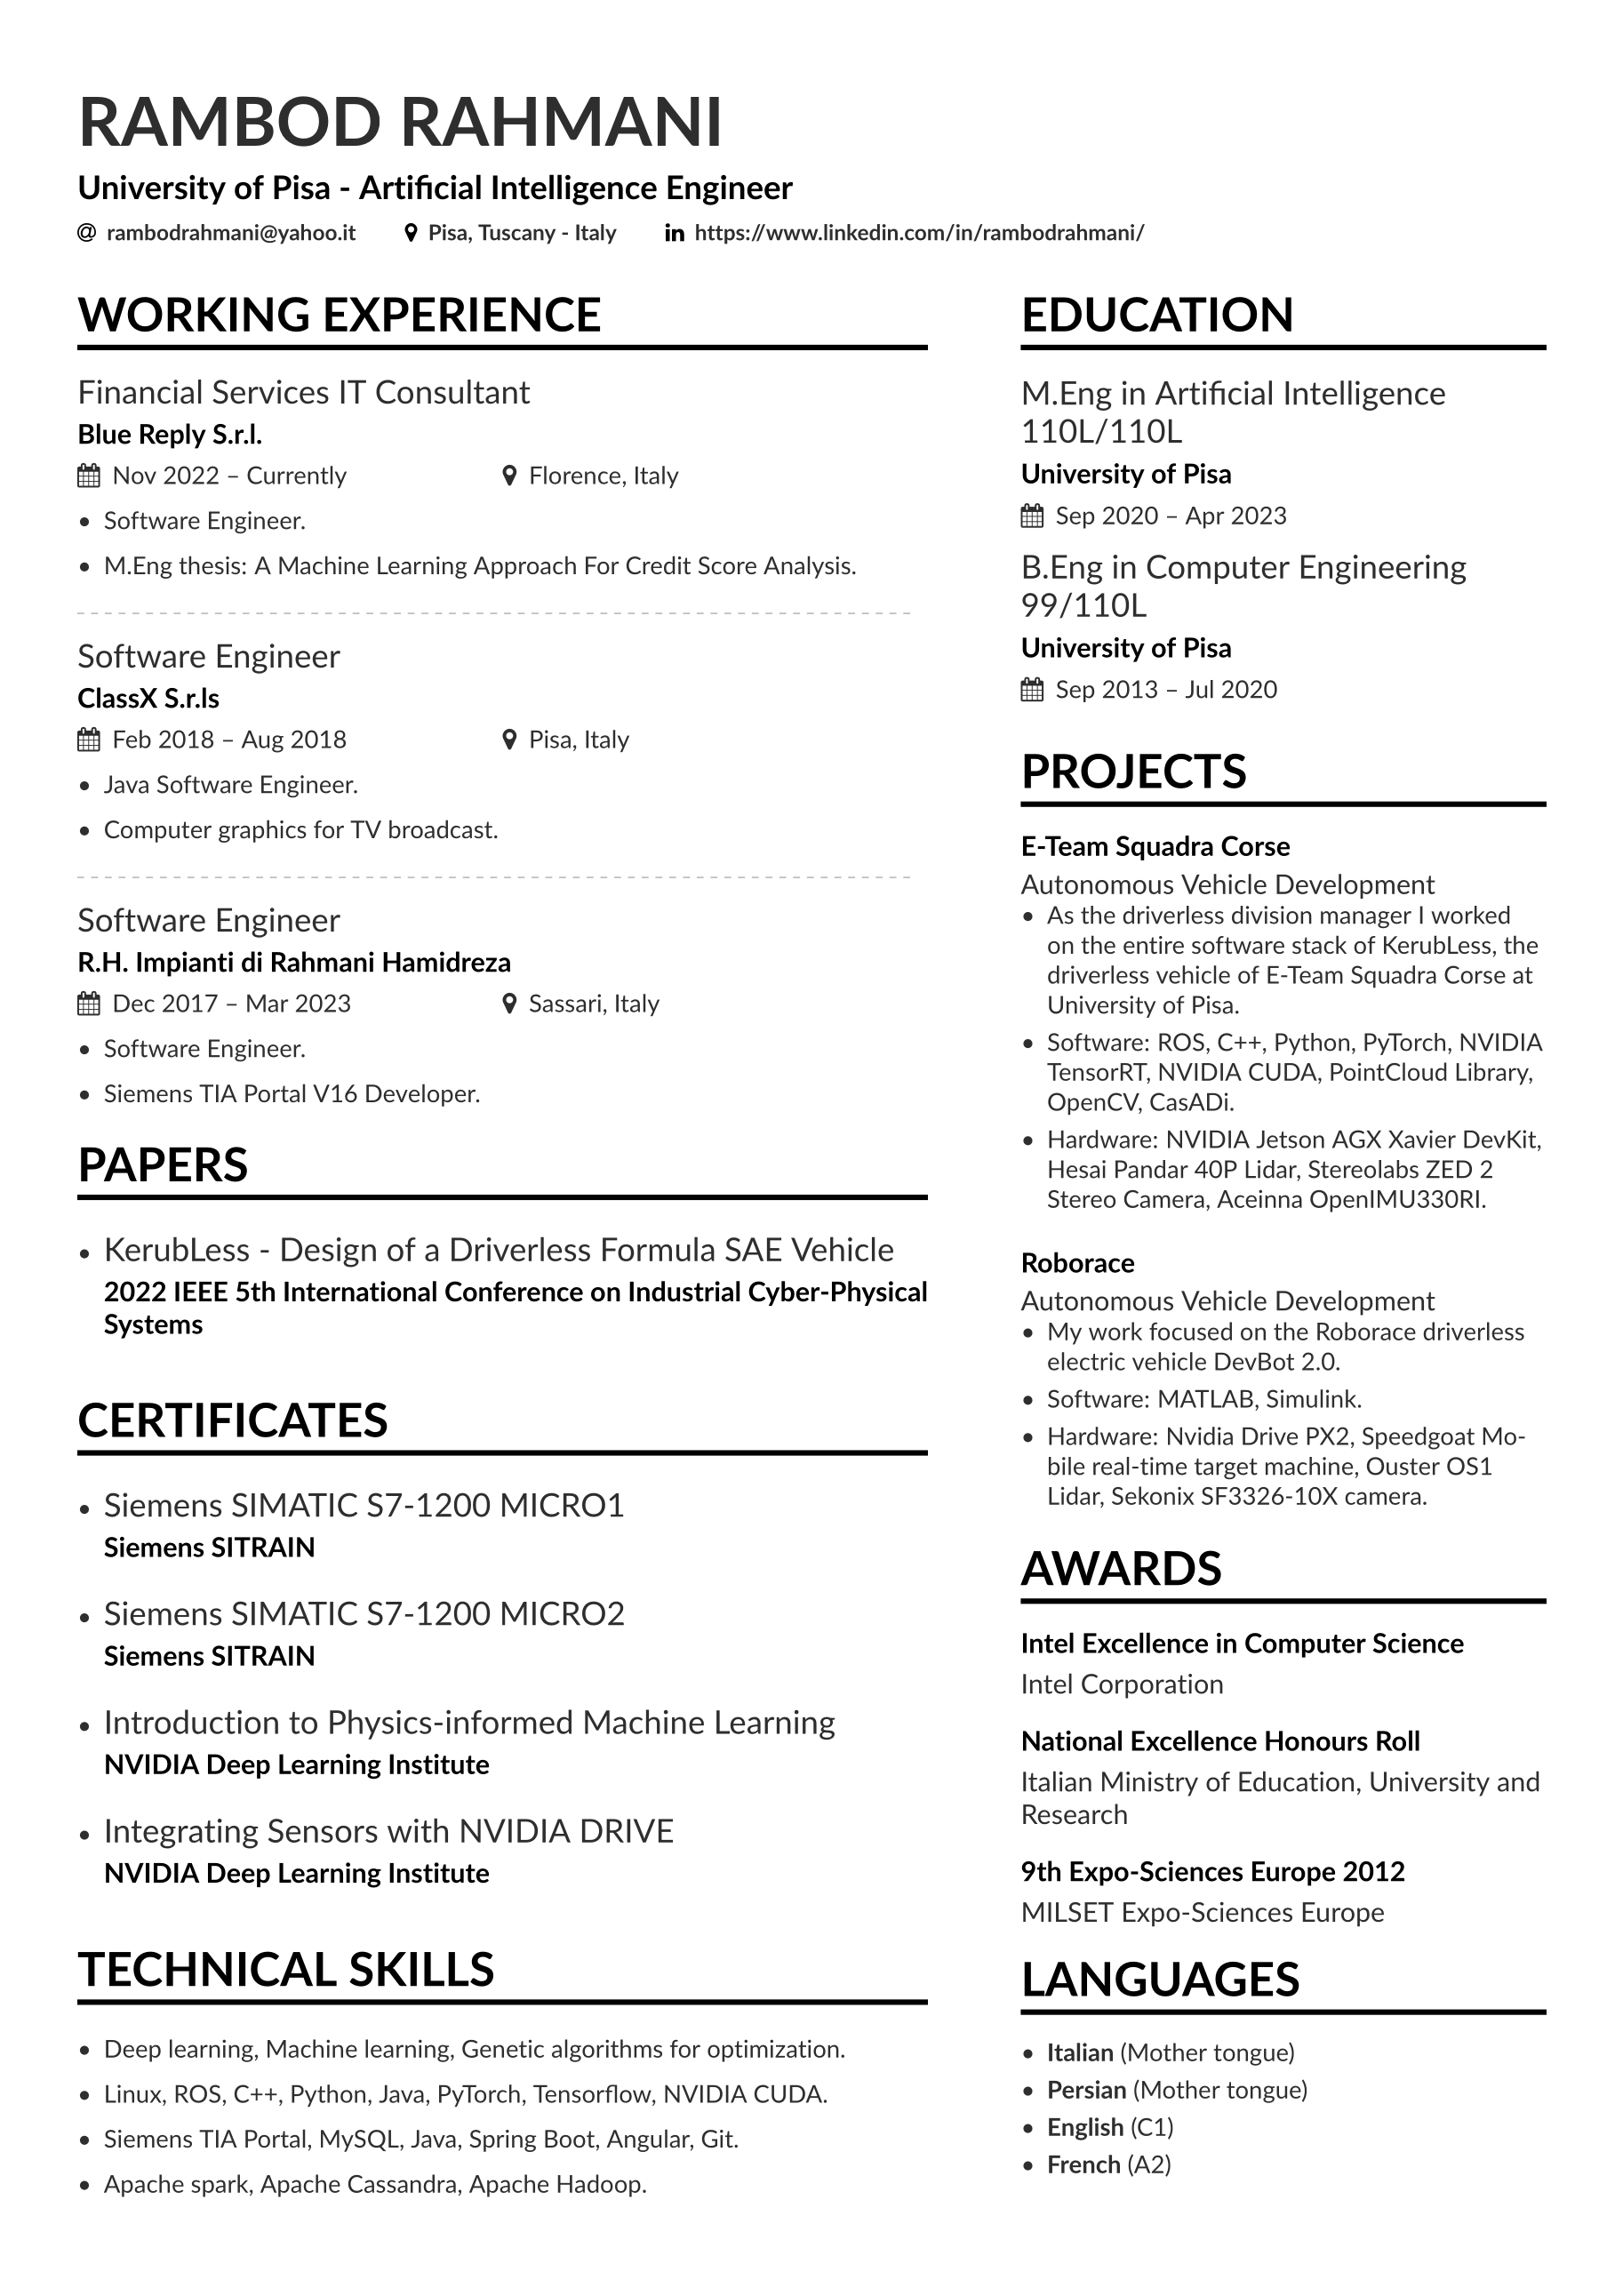 RAMBOD RAHMANI
University of Pisa - Artificial Intelligence Engineer
rambodrahmani@yahoo.it Pisa, Tuscany - Italy https://www.linkedin.com/in/rambodrahmani/
WORKING EXPERIENCE
Financial Services IT Consultant
Blue Reply S.r.l.
Nov 2022 – Currently Florence, Italy
• Software Engineer.
• M.Eng thesis: A Machine Learning Approach For Credit Score Analysis.
Software Engineer
ClassX S.r.ls
Feb 2018 – Aug 2018 Pisa, Italy
• Java Software Engineer.
• Computer graphics for TV broadcast.
Software Engineer
R.H. Impianti di Rahmani Hamidreza
Dec 2017 – Mar 2023 Sassari, Italy
• Software Engineer.
• Siemens TIA Portal V16 Developer.
PAPERS
• KerubLess - Design of a Driverless Formula SAE Vehicle
2022 IEEE 5th International Conference on Industrial Cyber-Physical
Systems
CERTIFICATES
• Siemens SIMATIC S7-1200 MICRO1
Siemens SITRAIN
• Siemens SIMATIC S7-1200 MICRO2
Siemens SITRAIN
• Introduction to Physics-informed Machine Learning
NVIDIA Deep Learning Institute
• Integrating Sensors with NVIDIA DRIVE
NVIDIA Deep Learning Institute
TECHNICAL SKILLS
• Deep learning, Machine learning, Genetic algorithms for optimization.
• Linux, ROS, C++, Python, Java, PyTorch, Tensorflow, NVIDIA CUDA.
• Siemens TIA Portal, MySQL, Java, Spring Boot, Angular, Git.
• Apache spark, Apache Cassandra, Apache Hadoop.
EDUCATION
M.Eng in Artificial Intelligence
110L/110L
University of Pisa
Sep 2020 – Apr 2023
B.Eng in Computer Engineering
99/110L
University of Pisa
Sep 2013 – Jul 2020
PROJECTS
E-Team Squadra Corse
Autonomous Vehicle Development
• As the driverless division manager I worked
on the entire software stack of KerubLess, the
driverless vehicle of E-Team Squadra Corse at
University of Pisa.
• Software: ROS, C++, Python, PyTorch, NVIDIA
TensorRT, NVIDIA CUDA, PointCloud Library,
OpenCV, CasADi.
• Hardware: NVIDIA Jetson AGX Xavier DevKit,
Hesai Pandar 40P Lidar, Stereolabs ZED 2
Stereo Camera, Aceinna OpenIMU330RI.
Roborace
Autonomous Vehicle Development
• My work focused on the Roborace driverless
electric vehicle DevBot 2.0.
• Software: MATLAB, Simulink.
• Hardware: Nvidia Drive PX2, Speedgoat Mo-
bile real-time target machine, Ouster OS1
Lidar, Sekonix SF3326-10X camera.
AWARDS
Intel Excellence in Computer Science
Intel Corporation
National Excellence Honours Roll
Italian Ministry of Education, University and
Research
9th Expo-Sciences Europe 2012
MILSET Expo-Sciences Europe
LANGUAGES
• Italian (Mother tongue)
• Persian (Mother tongue)
• English (C1)
• French (A2)